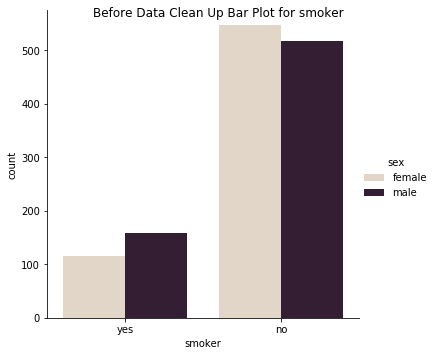 Before Data Clean Up Bar Plot for smoker
500
400
300
200
100
0
count
yes
no
smoker
sex
female
male